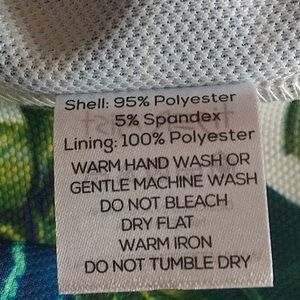 Shell: 95% Polyester
5% Spandex
Lining: 100% Polyester
WARM HAND WASH OR
GENTLE MACHINE WASH
DO NOT BLEACH
DRY FLAT
WARM IRON
DO NOT TUMBLE DRY